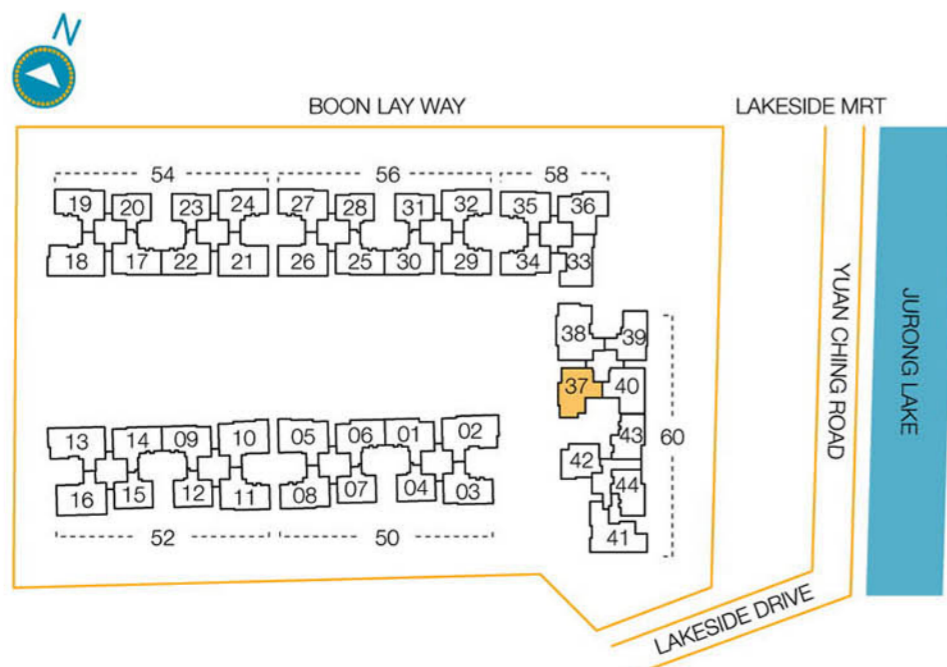 N
BOON LAY WAY
LAKESIDE MRT
54 56 58
19 20 23 24 27 28 31 32 35 36
18 17 22 21 26 25 30 29 34 33
38 39
37 40
60
43
42
44
41
13 14 09 10 05 06 01 02
16 15 12 11 08 07 04 03
52 50
YUAN CHING ROAD
JURONG LAKE
LAKESIDE DRIVE